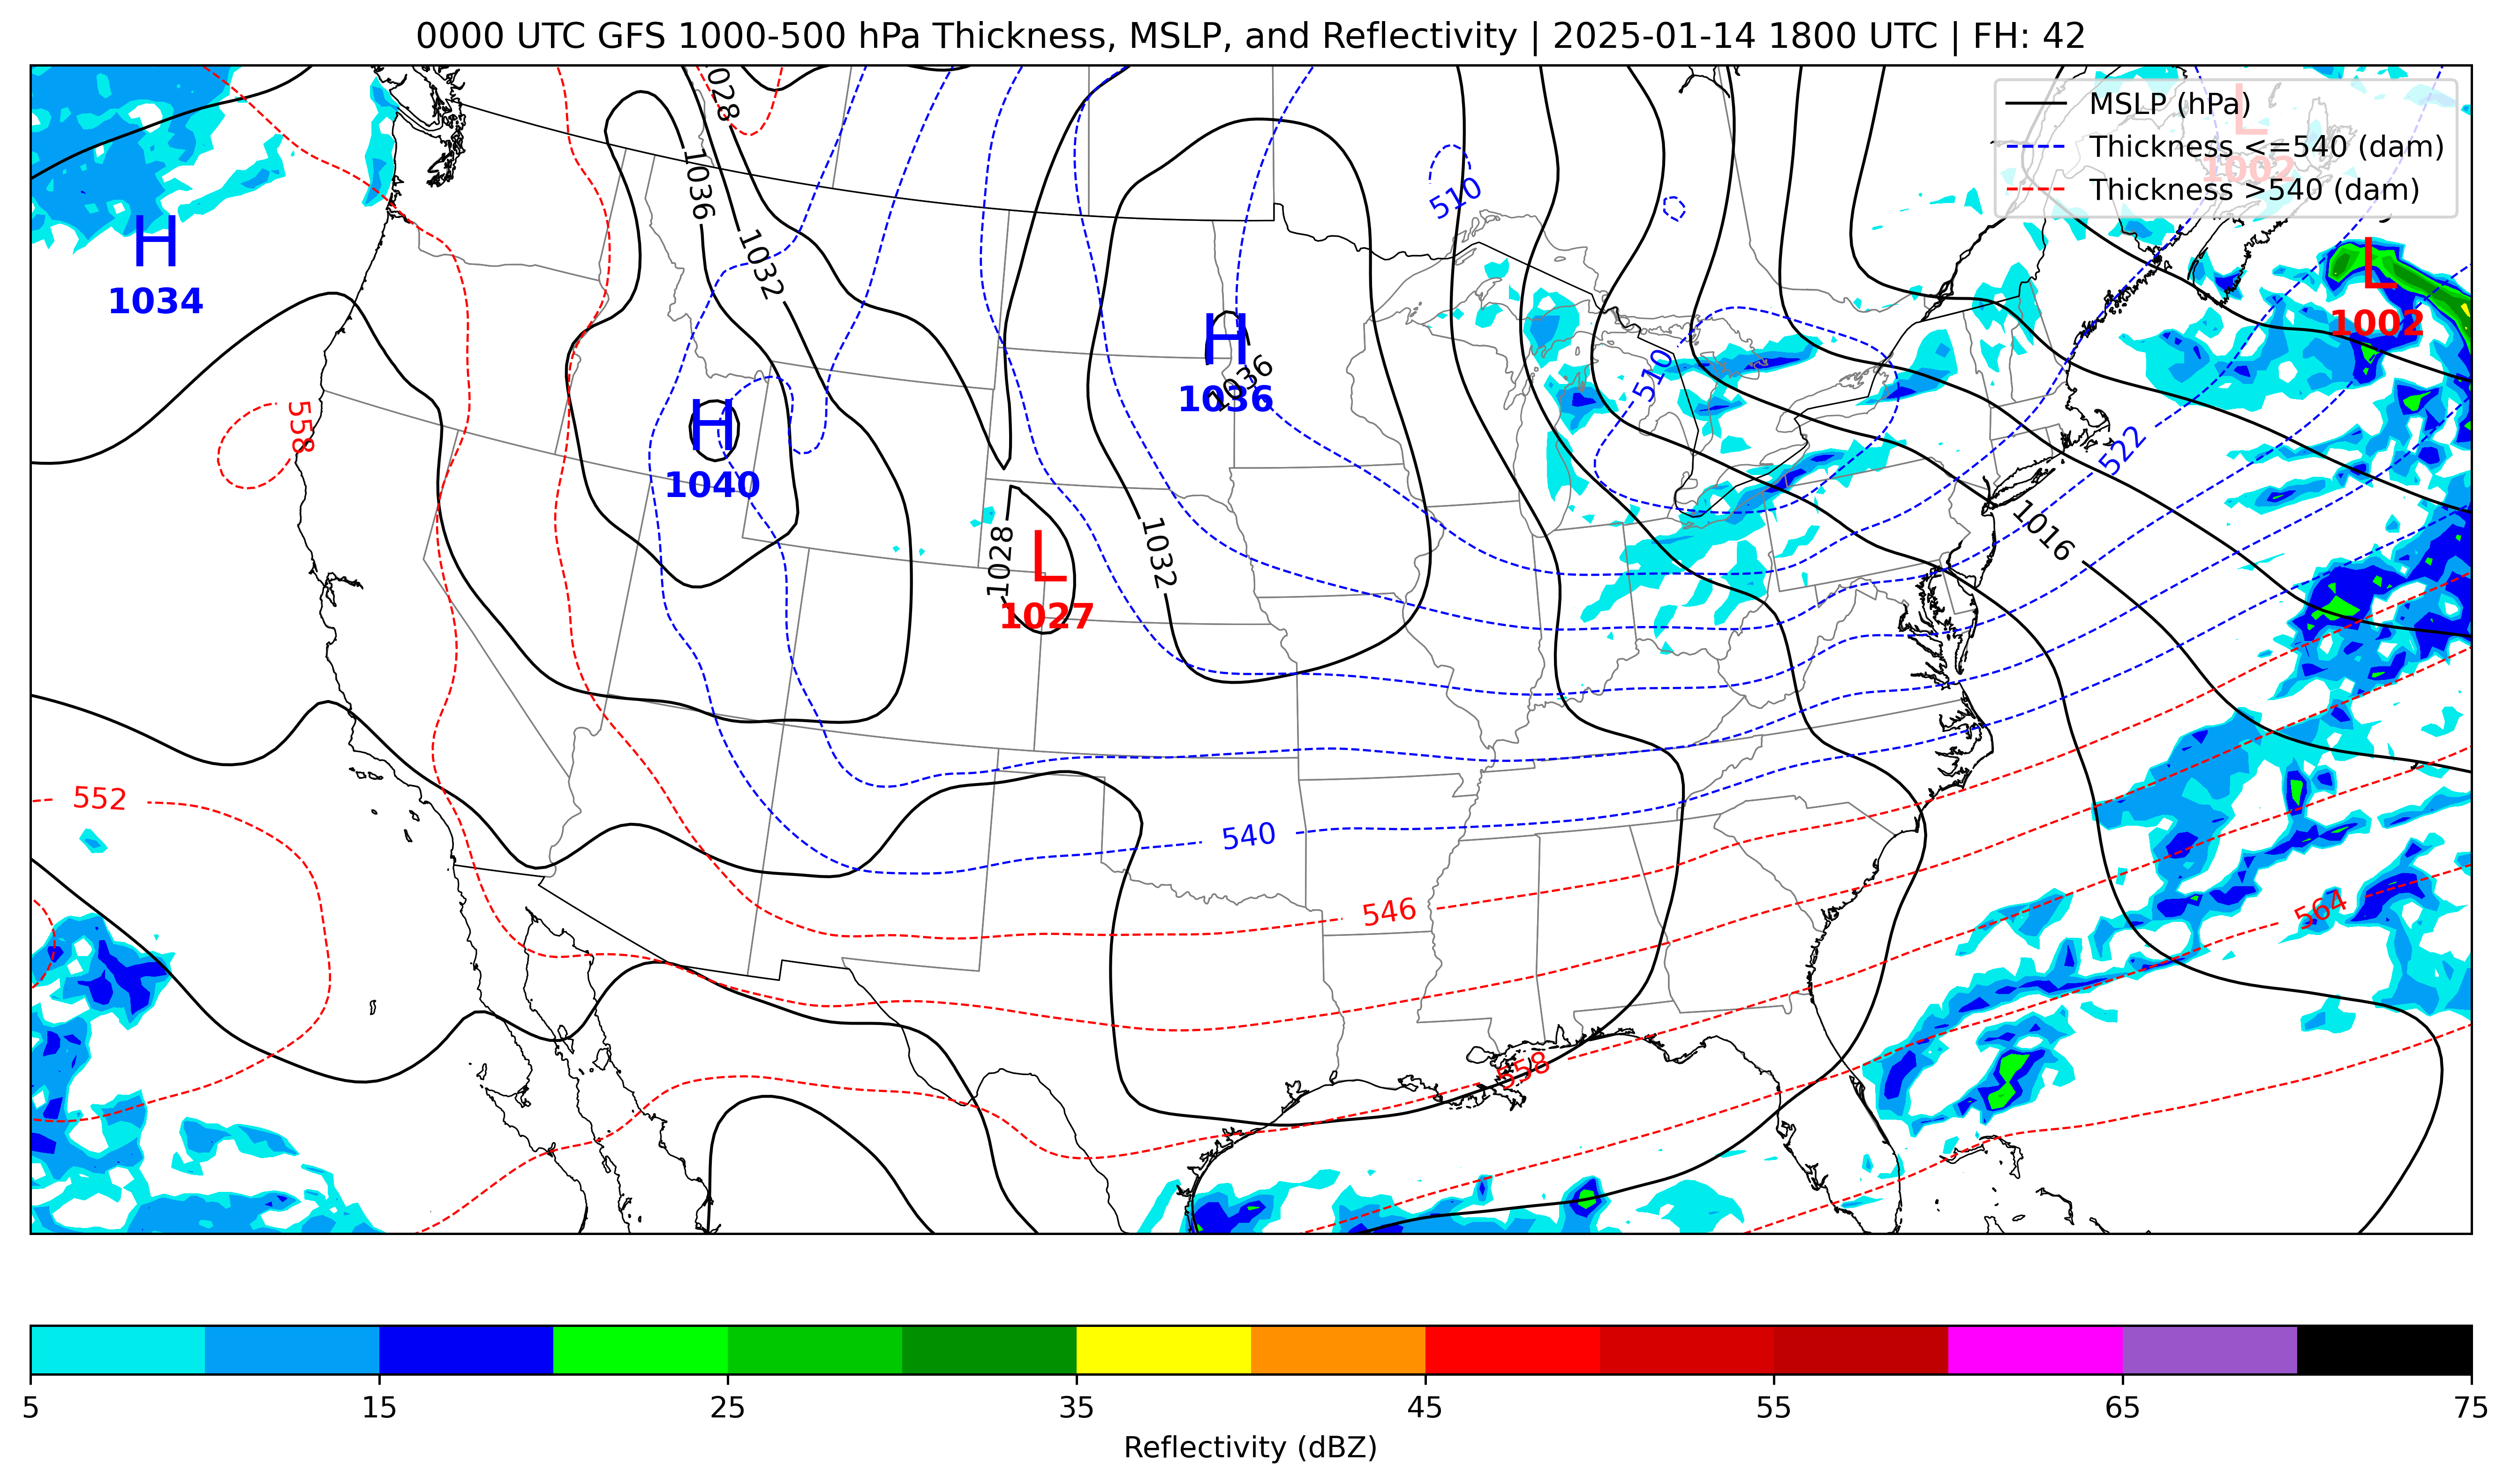 0000 UTC GFS 1000-500 hPa Thickness, MSLP, and Reflectivity | 2025-01-14 1800 UTC | FH: 42
MSLP (hPa)
Thickness <=540 (dam)
Thickness >540 (dam)
L
1002
1028
1036
1032
510
H
1034
L
1002
H
1036
1036
510
558
H
1040
522
1016
1028
L
1027
1032
552
540
546
564
558
5 15 25 35 45 55 65 75
Reflectivity (dBZ)